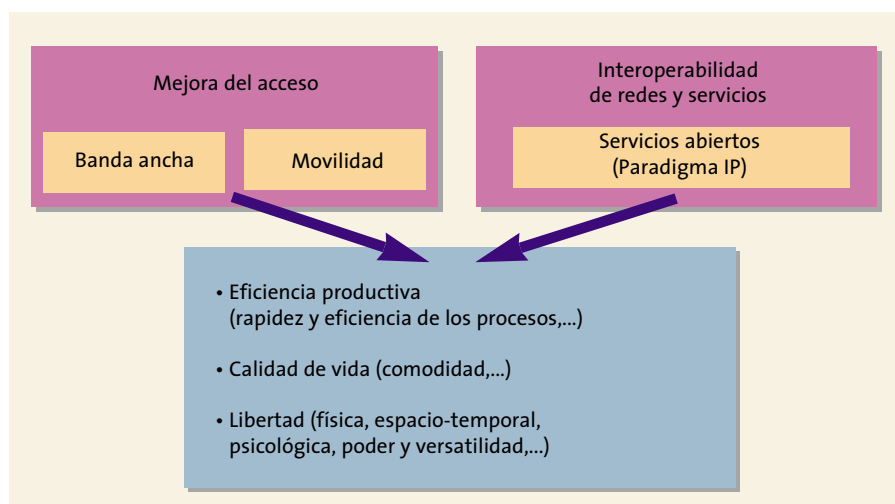 Mejora del acceso
Banda ancha
Movilidad
Interoperabilidad
de redes y servicios
Servicios abiertos
(Paradigma IP)
• Eficiencia productiva
(rapidez y eficiencia de los procesos,...)
• Calidad de vida (comodidad,...)
• Libertad (física, espacio-temporal,
psicológica, poder y versatilidad,...)